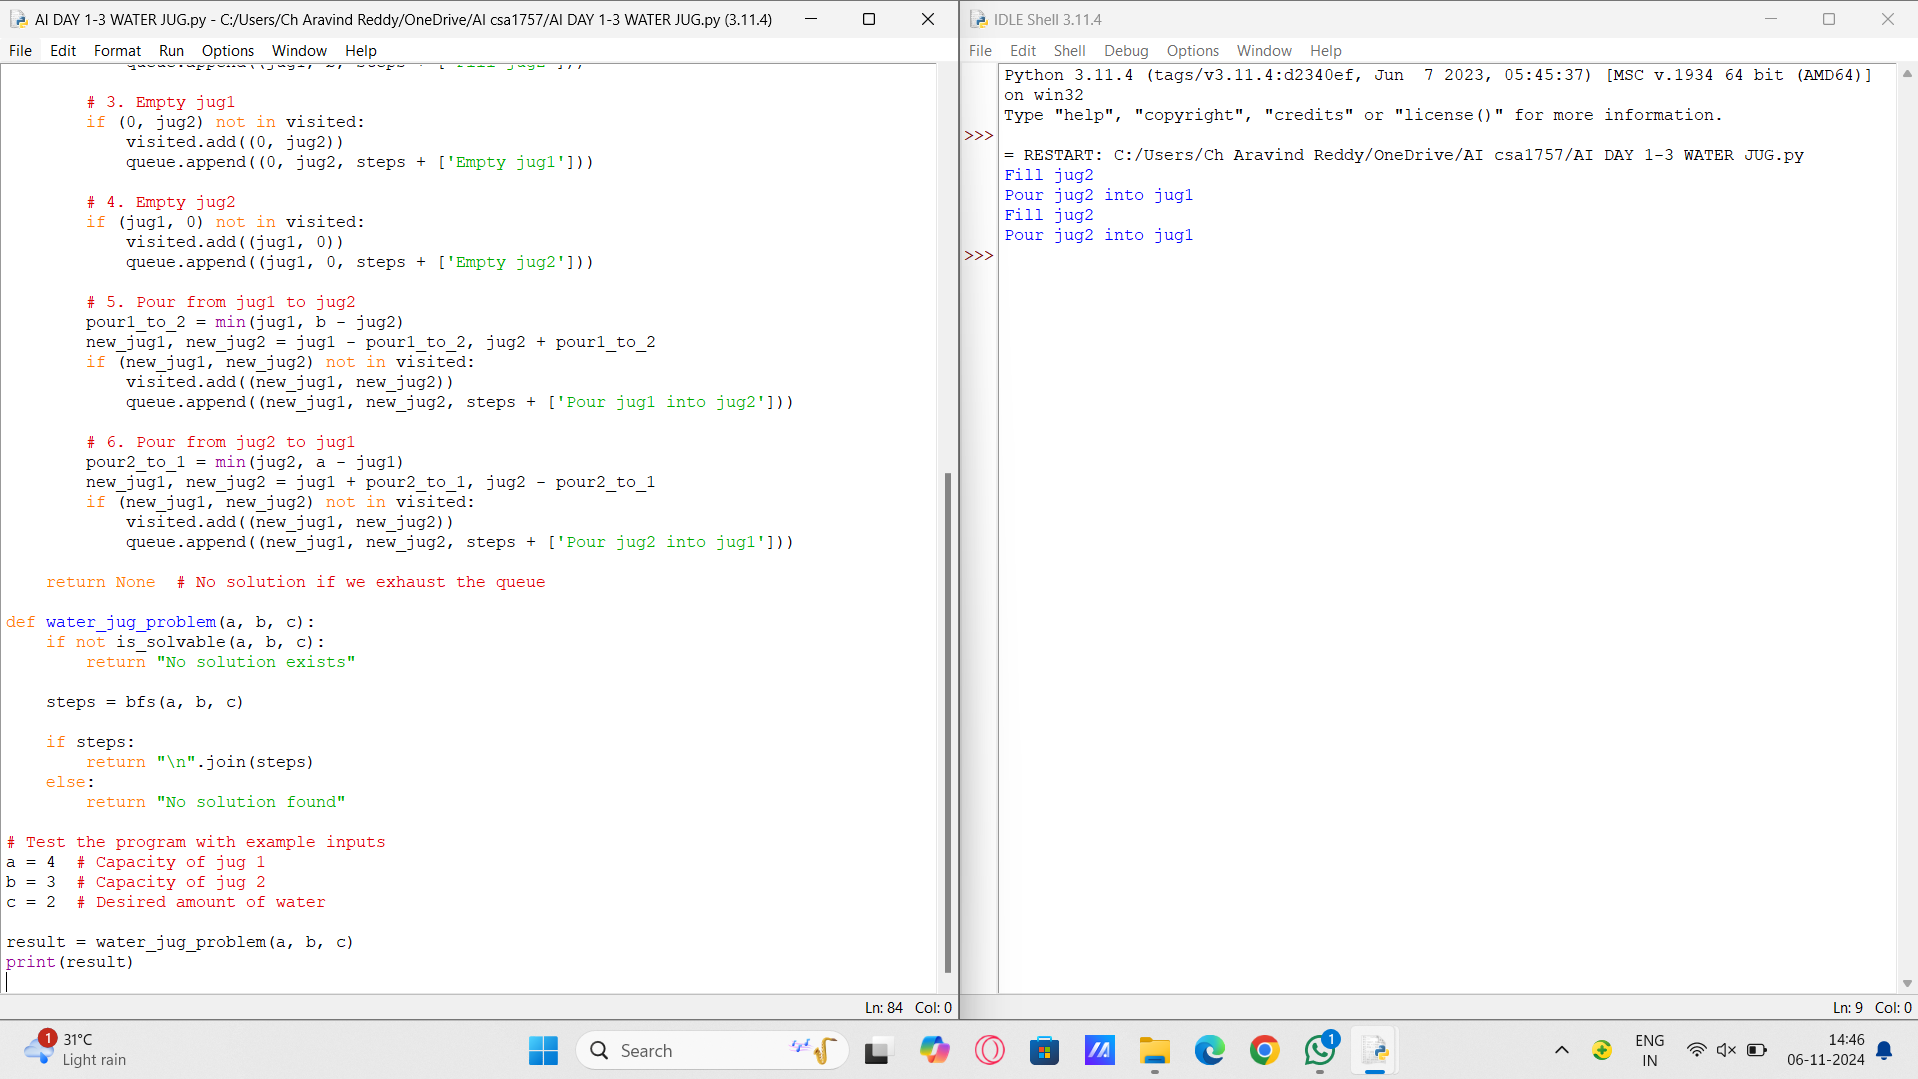 AI DAY 1-3 WATER JUG.py - C:/Users/Ch Aravind Reddy/OneDrive/AI csa1757/AI DAY 1-3 WATER JUG.py (3.11.4)
File Edit Format Run Options Window Help
queue.append((jug1, b, steps + ['Fill jug2']))
# 3. Empty jug1
if (0, jug2) not in visited:
visited.add((0, jug2))
queue.append((0, jug2, steps + ['Empty jug1']))
# 4. Empty jug2
if (jug1, 0) not in visited:
visited.add((jug1, 0))
queue.append((jug1, 0, steps + ['Empty jug2']))
# 5. Pour from jug1 to jug2
pour1_to_2 = min(jug1, b - jug2)
new_jug1, new_jug2 = jug1 - pour1_to_2, jug2 + pour1_to_2
if (new_jug1, new_jug2) not in visited:
visited.add((new_jug1, new_jug2))
queue.append((new_jug1, new_jug2, steps + ['Pour jug1 into jug2']))
# 6. Pour from jug2 to jug1
pour2_to_1 = min(jug2, a - jug1)
new_jug1, new_jug2 = jug1 + pour2_to_1, jug2 - pour2_to_1
if (new_jug1, new_jug2) not in visited:
visited.add((new_jug1, new_jug2))
queue.append((new_jug1, new_jug2, steps + ['Pour jug2 into jug1']))
return None # No solution if we exhaust the queue
def water_jug_problem(a, b, c):
if not is_solvable(a, b, c):
return "No solution exists"
steps = bfs(a, b, c)
if steps:
return "\n".join(steps)
else:
return "No solution found"
# Test the program with example inputs
a = 4 # Capacity of jug 1
b = 3 # Capacity of jug 2
c = 2 # Desired amount of water
result = water_jug_problem(a, b, c)
print(result)
Ln: 84 Col: 0
IDLE Shell 3.11.4
File Edit Shell Debug Options Window Help
Python 3.11.4 (tags/v3.11.4:d2340ef, Jun 7 2023, 05:45:37) [MSC v.1934 64 bit (AMD64)]
on win32
Type "help", "copyright", "credits" or "license()" for more information.
>>>
= RESTART: C:/Users/Ch Aravind Reddy/OneDrive/AI csa1757/AI DAY 1-3 WATER JUG.py
Fill jug2
Pour jug2 into jug1
Fill jug2
Pour jug2 into jug1
>>>
Ln: 9 Col: 0
1
31°C
Light rain
Search
1
ENG
IN
14:46
06-11-2024